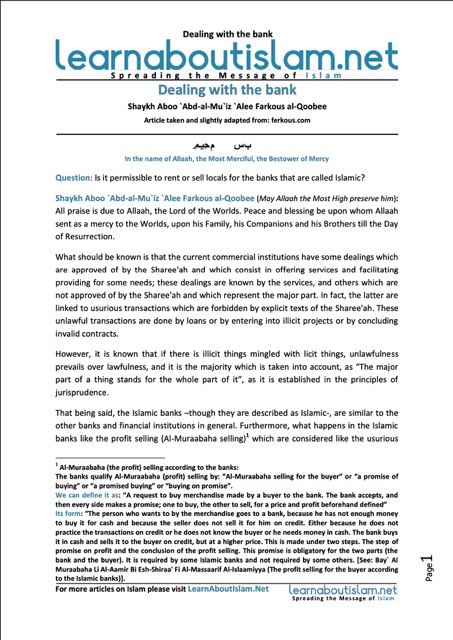 Dealing with the bank
learnaboutislam.net
Spreading the Message of Islam
Dealing with the bank
Shaykh Aboo `Abd-al-Mu`iz `Alee Farkous al-Qoobee
Article taken and slightly adapted from: ferkous.com
In the name of Allaah, the Most Merciful, the Bestower of Mercy
Question: Is it permissible to rent or sell locals for the banks that are called Islamic?
Shaykh Aboo `Abd-al-Mu`iz `Alee Farkous al-Qoobee (May Allaah the Most High preserve him):
All praise is due to Allaah, the Lord of the Worlds. Peace and blessing be upon whom Allaah
sent as a mercy to the Worlds, upon his Family, his Companions and his Brothers till the Day
of Resurrection.
What should be known is that the current commercial institutions have some dealings which
are approved of by the Sharee'ah and which consist in offering services and facilitating
providing for some needs; these dealings are known by the services, and others which are
not approved of by the Sharee'ah and which represent the major part. In fact, the latter are
linked to usurious transactions which are forbidden by explicit texts of the Sharee'ah. These
unlawful transactions are done by loans or by entering into illicit projects or by concluding
invalid contracts.
However, it is known that if there is illicit things mingled with licit things, unlawfulness
prevails over lawfulness, and it is the majority which is taken into account, as "The major
part of a thing stands for the whole part of it", as it is established in the principles of
jurisprudence.
That being said, the Islamic banks –though they are described as Islamic-, are similar to the
other banks and financial institutions in general. Furthermore, what happens in the Islamic
banks like the profit selling (Al-Muraabaha selling)1 which are considered like the usurious
1 Al-Muraabaha (the profit) selling according to the banks:
The banks qualify Al-Muraabaha (profit) selling by: "Al-Muraabaha selling for the buyer" or "a promise of
buying" or "a promised buying" or "buying on promise".
We can define it as: "A request to buy merchandise made by a buyer to the bank. The bank accepts, and
then every side makes a promise; one to buy, the other to sell, for a price and profit beforehand defined"
Its form: "The person who wants to by the merchandise goes to a bank, because he has not enough money
to buy it for cash and because the seller does not sell it for him on credit. Either because he does not
practice the transactions on credit or he does not know the buyer or he needs money in cash. The bank buys
it in cash and sells it to the buyer on credit, but at a higher price. This is made under two steps. The step of
promise on profit and the conclusion of the profit selling. This promise is obligatory for the two parts (the
bank and the buyer). It is required by some Islamic banks and not required by some others. [See: Bay` Al
Muraabaha Li Al-Aamir Bi Esh-Shiraa' Fi Al-Massaarif Al-Islaamiyya (The profit selling for the buyer according
to the Islamic banks)].
For more articles on Islam please visit LearnAboutIslam.Net
learnaboutislam.net
Spreading the Message of Islam
Page 1